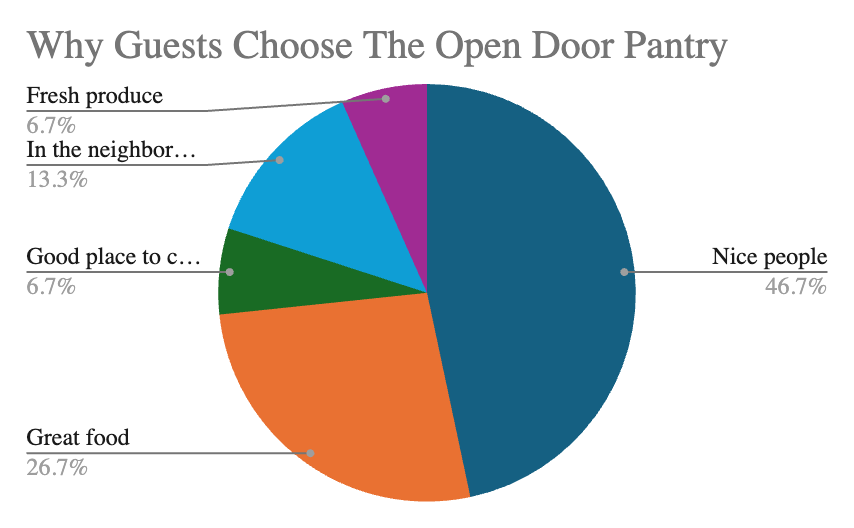 Why Guests Choose The Open Door Pantry
Fresh produce
6.7%
In the neighbor…
13.3%
Good place to c…
6.7%
Nice people
46.7%
Great food
26.7%